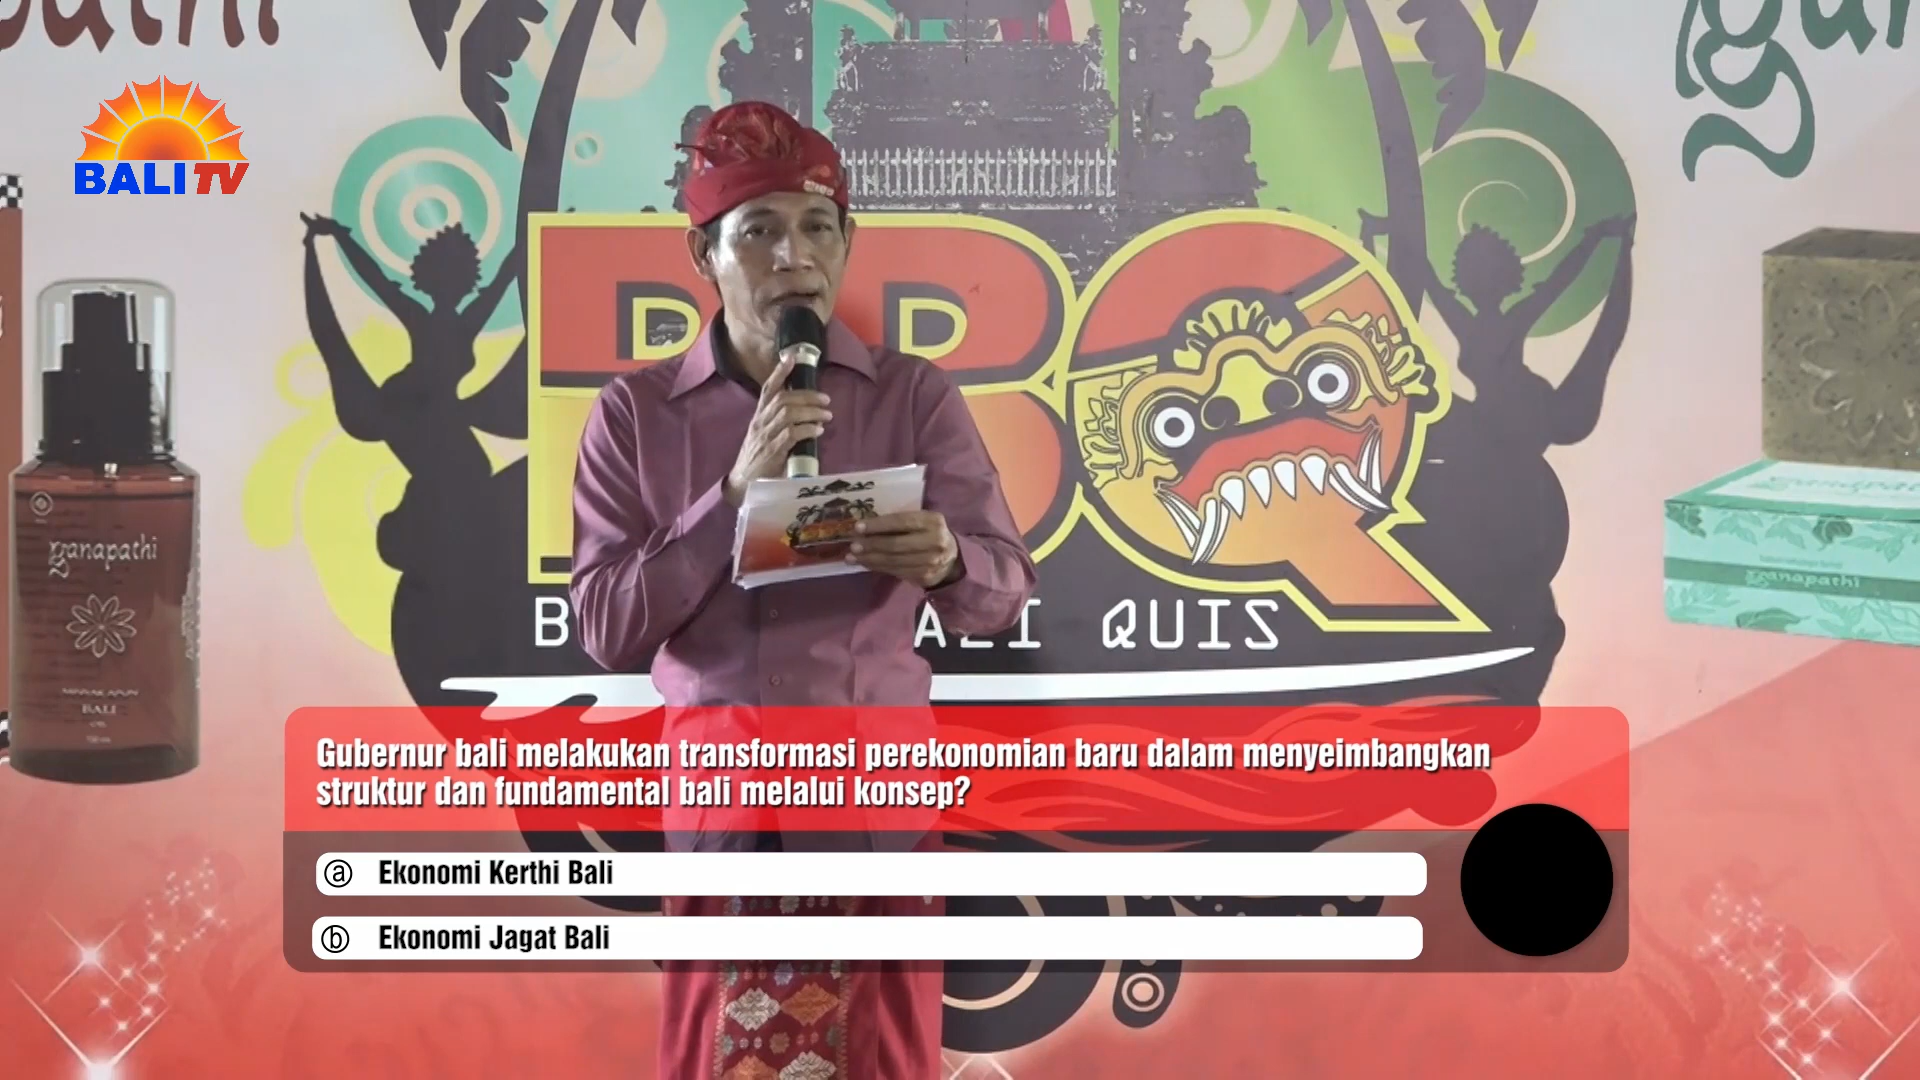 BALI TV
ganapathi
BALI
ALI QUIS
ganapathi
Gubernur bali melakukan transformasi perekonomian baru dalam menyeimbangkan
struktur dan fundamental bali melalui konsep?
ⓐ Ekonomi Kerthi Bali
ⓑ Ekonomi Jagat Bali